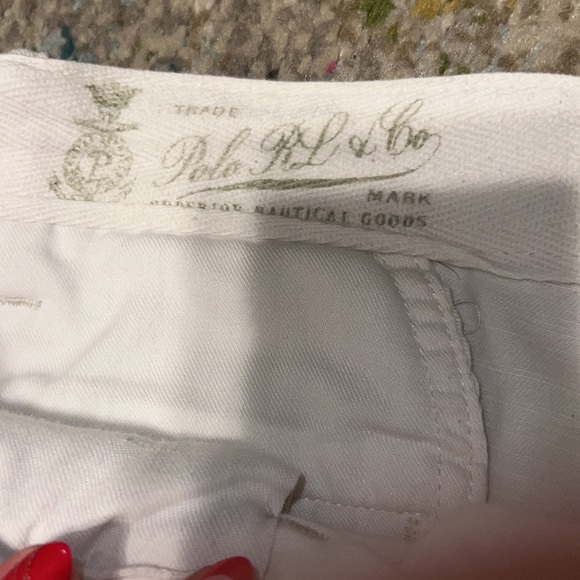 TRADE
Polo RL & Co
MARK
SUPERIOR NAUTICAL GOODS